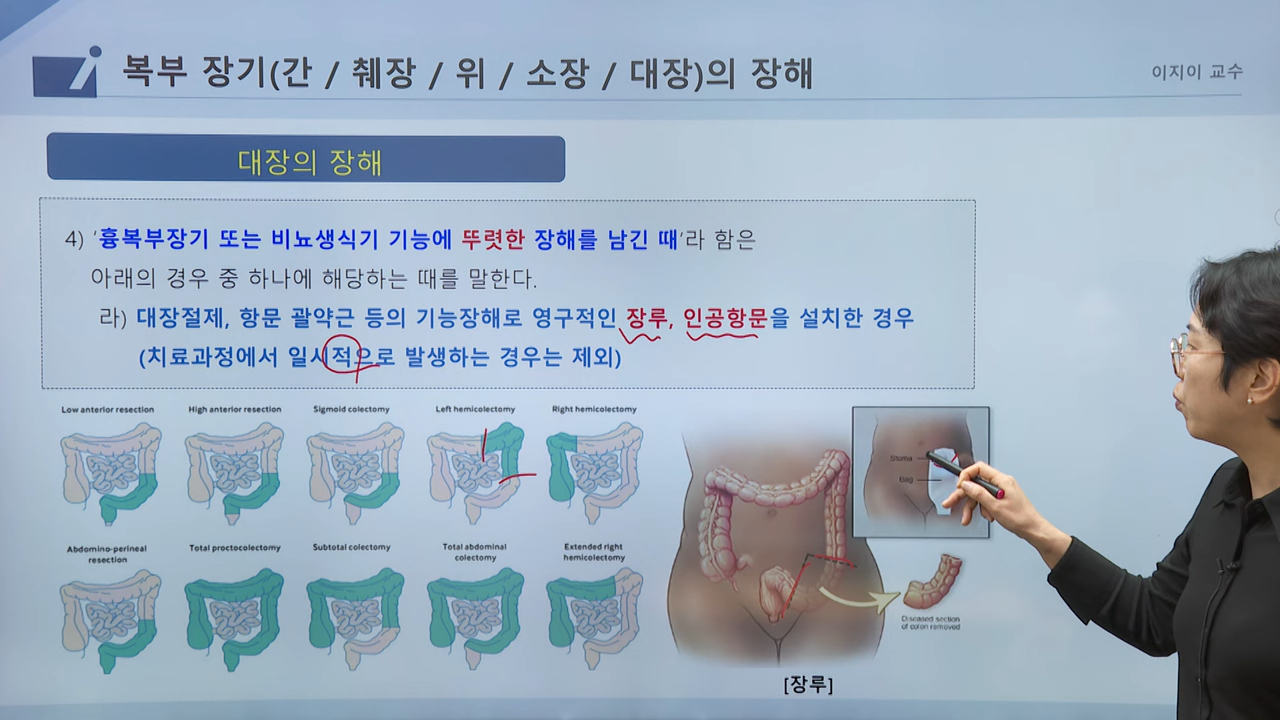 복부 장기(간 / 췌장 / 위 / 소장 / 대장)의 장해
이지이 교수
대장의 장해
4) ‘흉복부장기 또는 비뇨생식기 기능에 뚜렷한 장해를 남긴 때’라 함은
아래의 경우 중 하나에 해당하는 때를 말한다.
라) 대장절제, 항문 괄약근 등의 기능장해로 영구적인 장루, 인공항문을 설치한 경우
(치료과정에서 일시적으로 발생하는 경우는 제외)
Low anterior resection
High anterior resection
Sigmoid colectomy
Left hemicolectomy
Right hemicolectomy
Abdomino-perineal
resection
Total proctocolectomy
Subtotal colectomy
Total abdominal
colectomy
Extended right
hemicolectomy
Stoma
Bag
Diseased section
of colon removed
[장루]